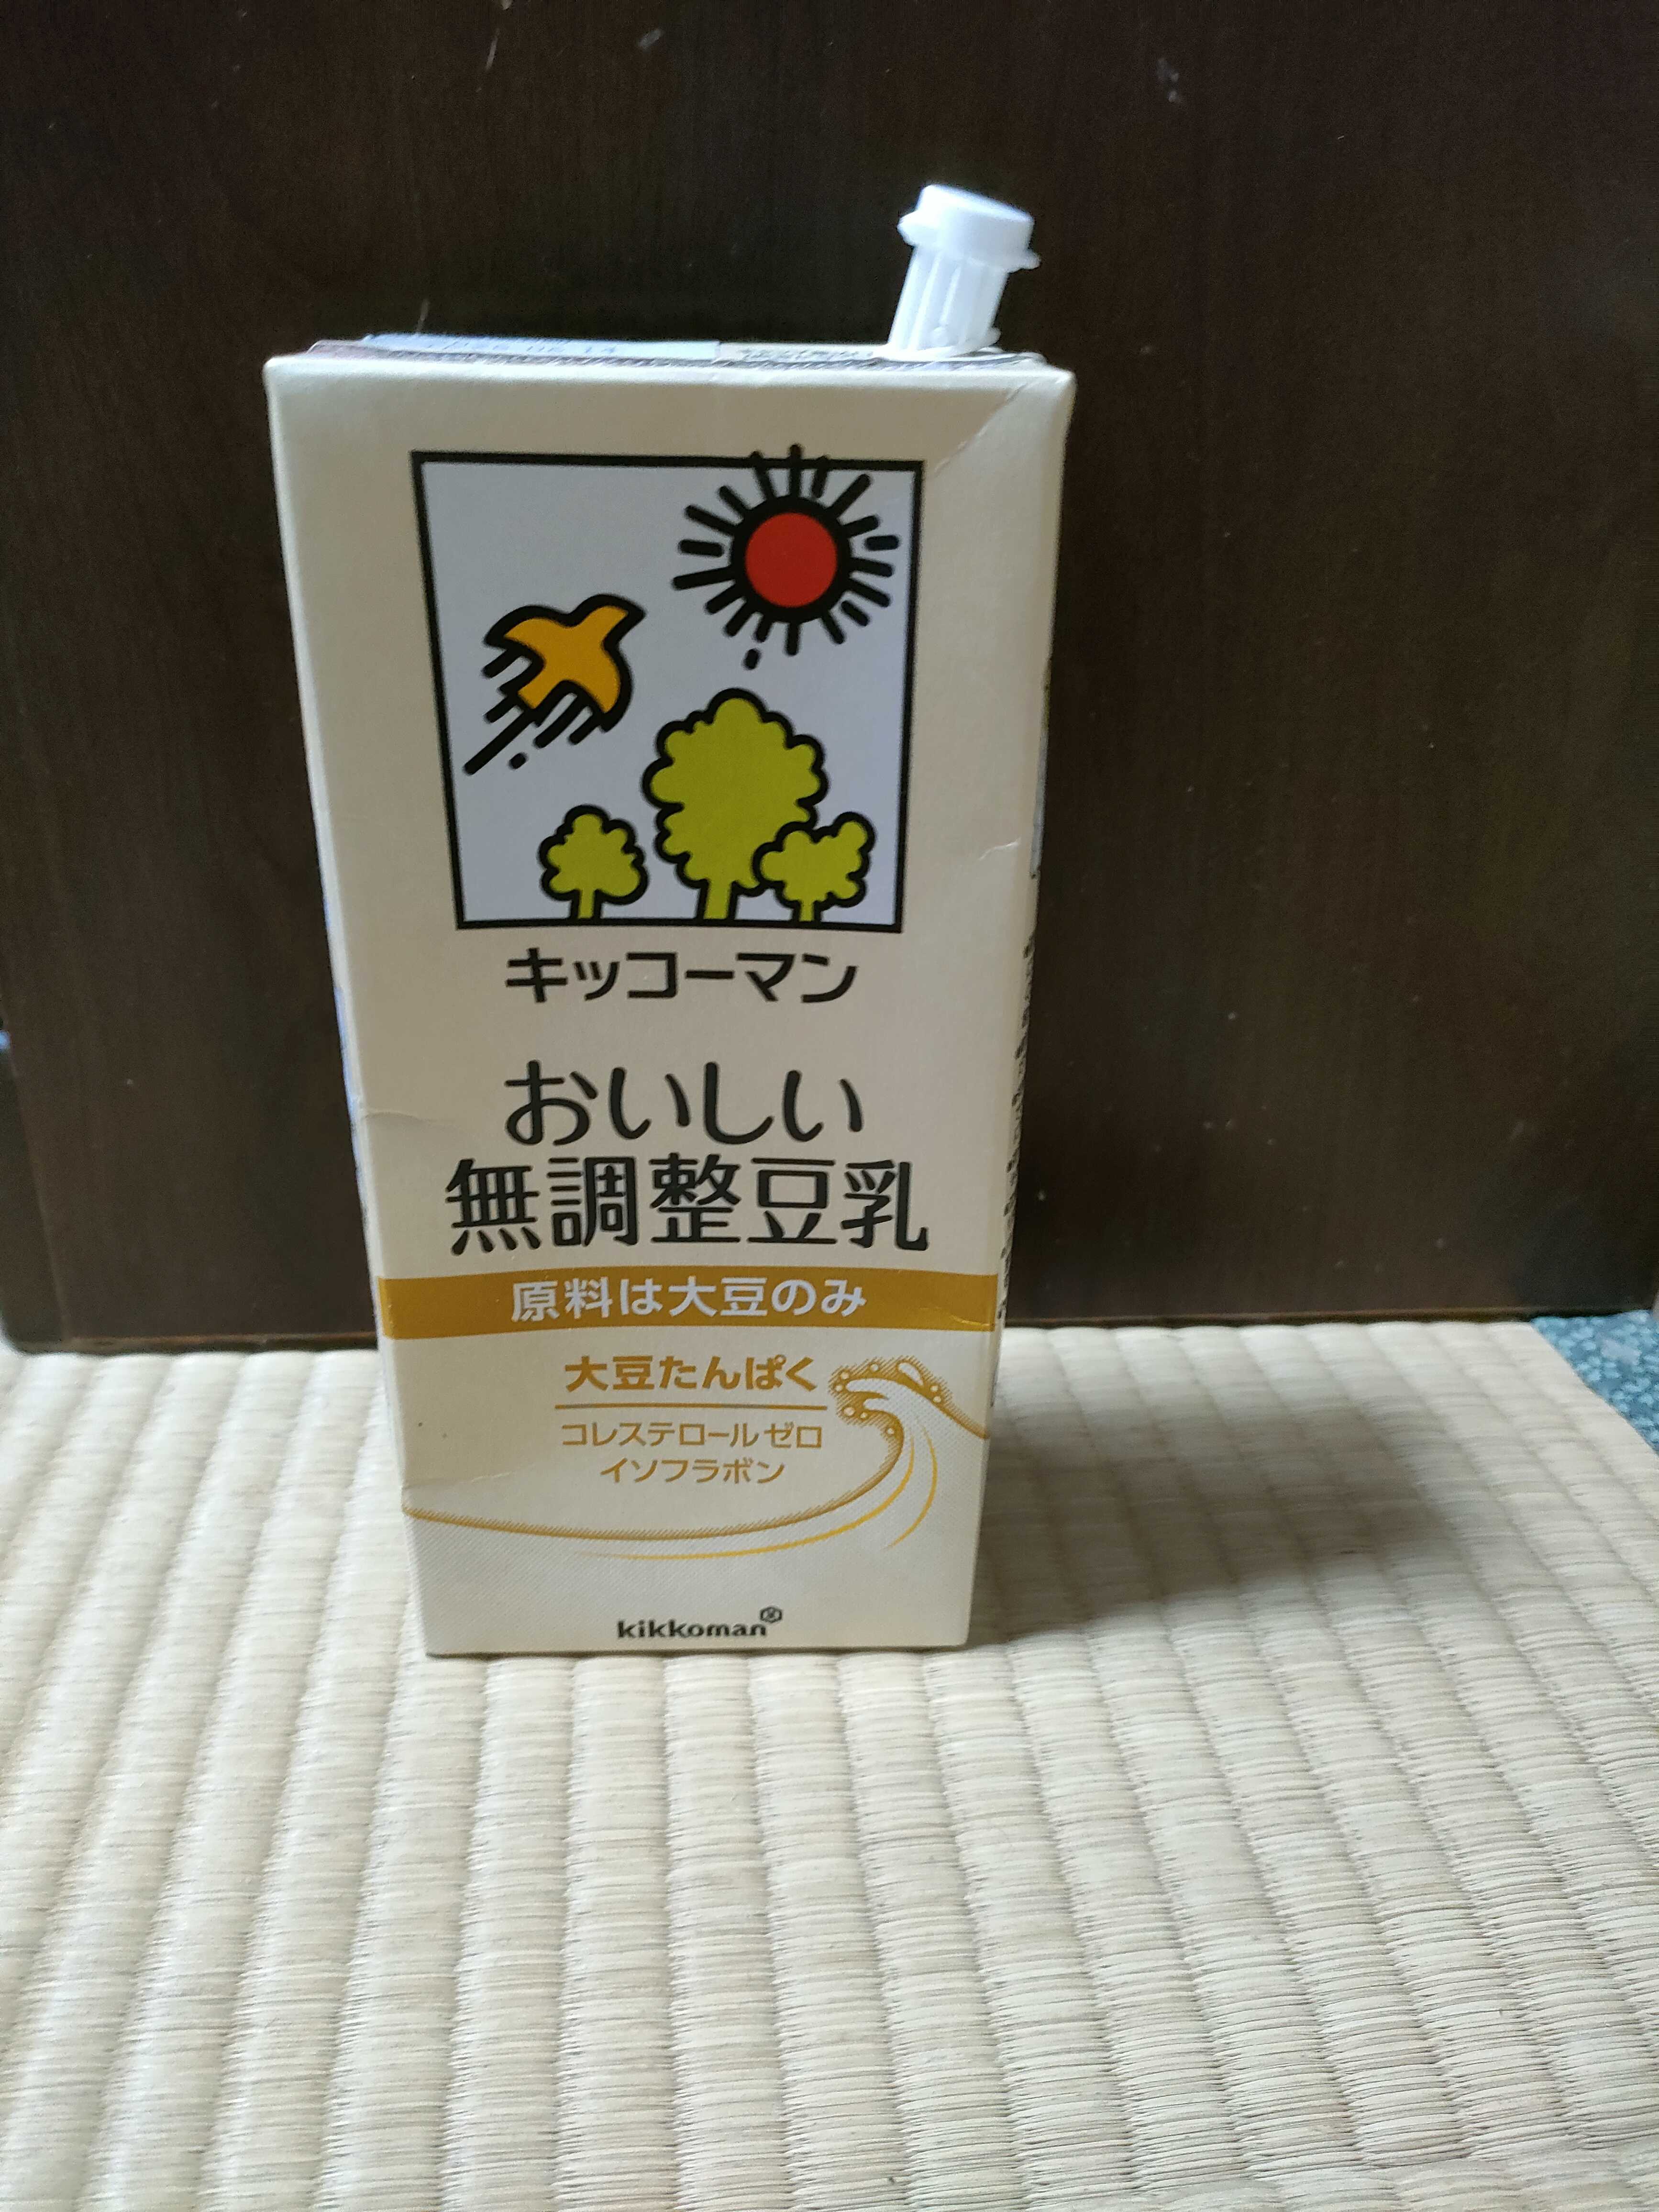 キッコーマン
おいしい
無調整豆乳
原料は大豆のみ
大豆たんぱく
コレステロール ゼロ
イソフラボン
kikkoman